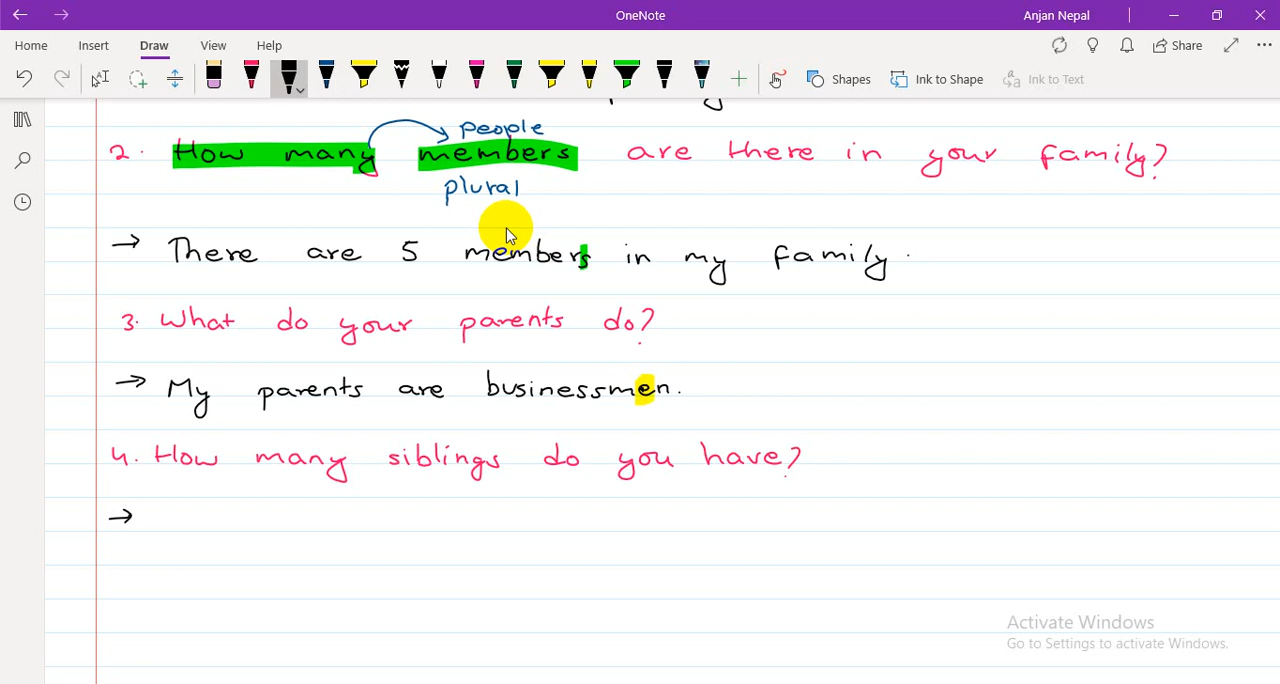 OneNote
Anjan Nepal
Home Insert Draw View Help
Share
Shapes Ink to Shape Ink to Text
people
2. How many members are there in your family?
plural
→ There are 5 members in my family.
3. What do your parents do?
→ My parents are businessmen.
4. How many siblings do you have?
→
Activate Windows
Go to Settings to activate Windows.